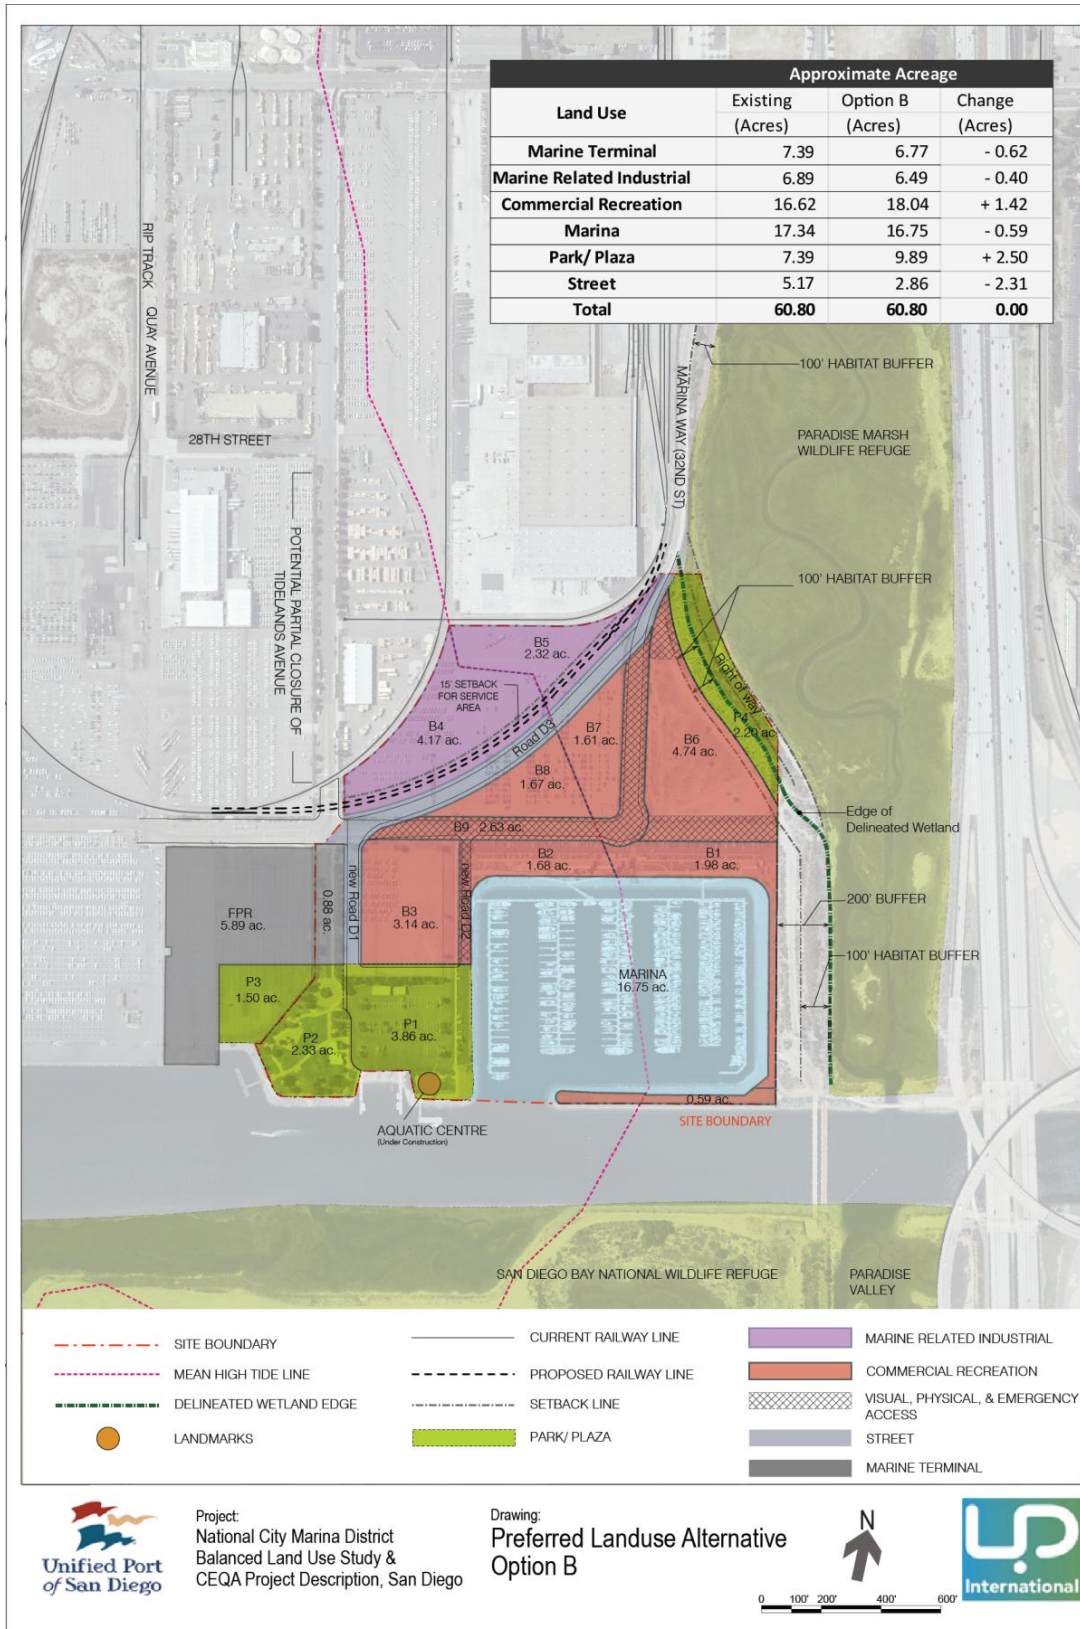 Approximate Acreage
Land Use Existing (Acres) Option B (Acres) Change (Acres)
Marine Terminal 7.39 6.77 - 0.62
Marine Related Industrial 6.89 6.49 - 0.40
Commercial Recreation 16.62 18.04 + 1.42
Marina 17.34 16.75 - 0.59
Park/ Plaza 7.39 9.89 + 2.50
Street 5.17 2.86 - 2.31
Total 60.80 60.80 0.00
RIP TRACK QUAY AVENUE
28TH STREET
POTENTIAL PARTIAL CLOSURE OF
TIDELANDS AVENUE
MARINA WAY (32ND ST)
100' HABITAT BUFFER
PARADISE MARSH
WILDLIFE REFUGE
100' HABITAT BUFFER
Right of way
P4
2.20 ac.
B5
2.32 ac.
15' SETBACK
FOR SERVICE
AREA
B4
4.17 ac.
Road D3
B7
1.61 ac.
B6
4.74 ac.
B8
1.67 ac.
B9 2.63 ac.
Edge of
Delineated Wetland
B2
1.68 ac.
B1
1.98 ac.
FPR
5.89 ac.
0.88 ac.
new Road D1
B3
3.14 ac.
new Road D2
200' BUFFER
100' HABITAT BUFFER
MARINA
16.75 ac.
P3
1.50 ac.
P2
2.33 ac.
P1
3.86 ac.
0.59 ac.
SITE BOUNDARY
AQUATIC CENTRE
(Under Construction)
SAN DIEGO BAY NATIONAL WILDLIFE REFUGE
PARADISE
VALLEY
SITE BOUNDARY
MEAN HIGH TIDE LINE
DELINEATED WETLAND EDGE
LANDMARKS
CURRENT RAILWAY LINE
PROPOSED RAILWAY LINE
SETBACK LINE
PARK/ PLAZA
MARINE RELATED INDUSTRIAL
COMMERCIAL RECREATION
VISUAL, PHYSICAL, & EMERGENCY
ACCESS
STREET
MARINE TERMINAL
Unified Port
of San Diego
Project:
National City Marina District
Balanced Land Use Study &
CEQA Project Description, San Diego
Drawing:
Preferred Landuse Alternative
Option B
N
0 100' 200' 400' 600'
UP
International